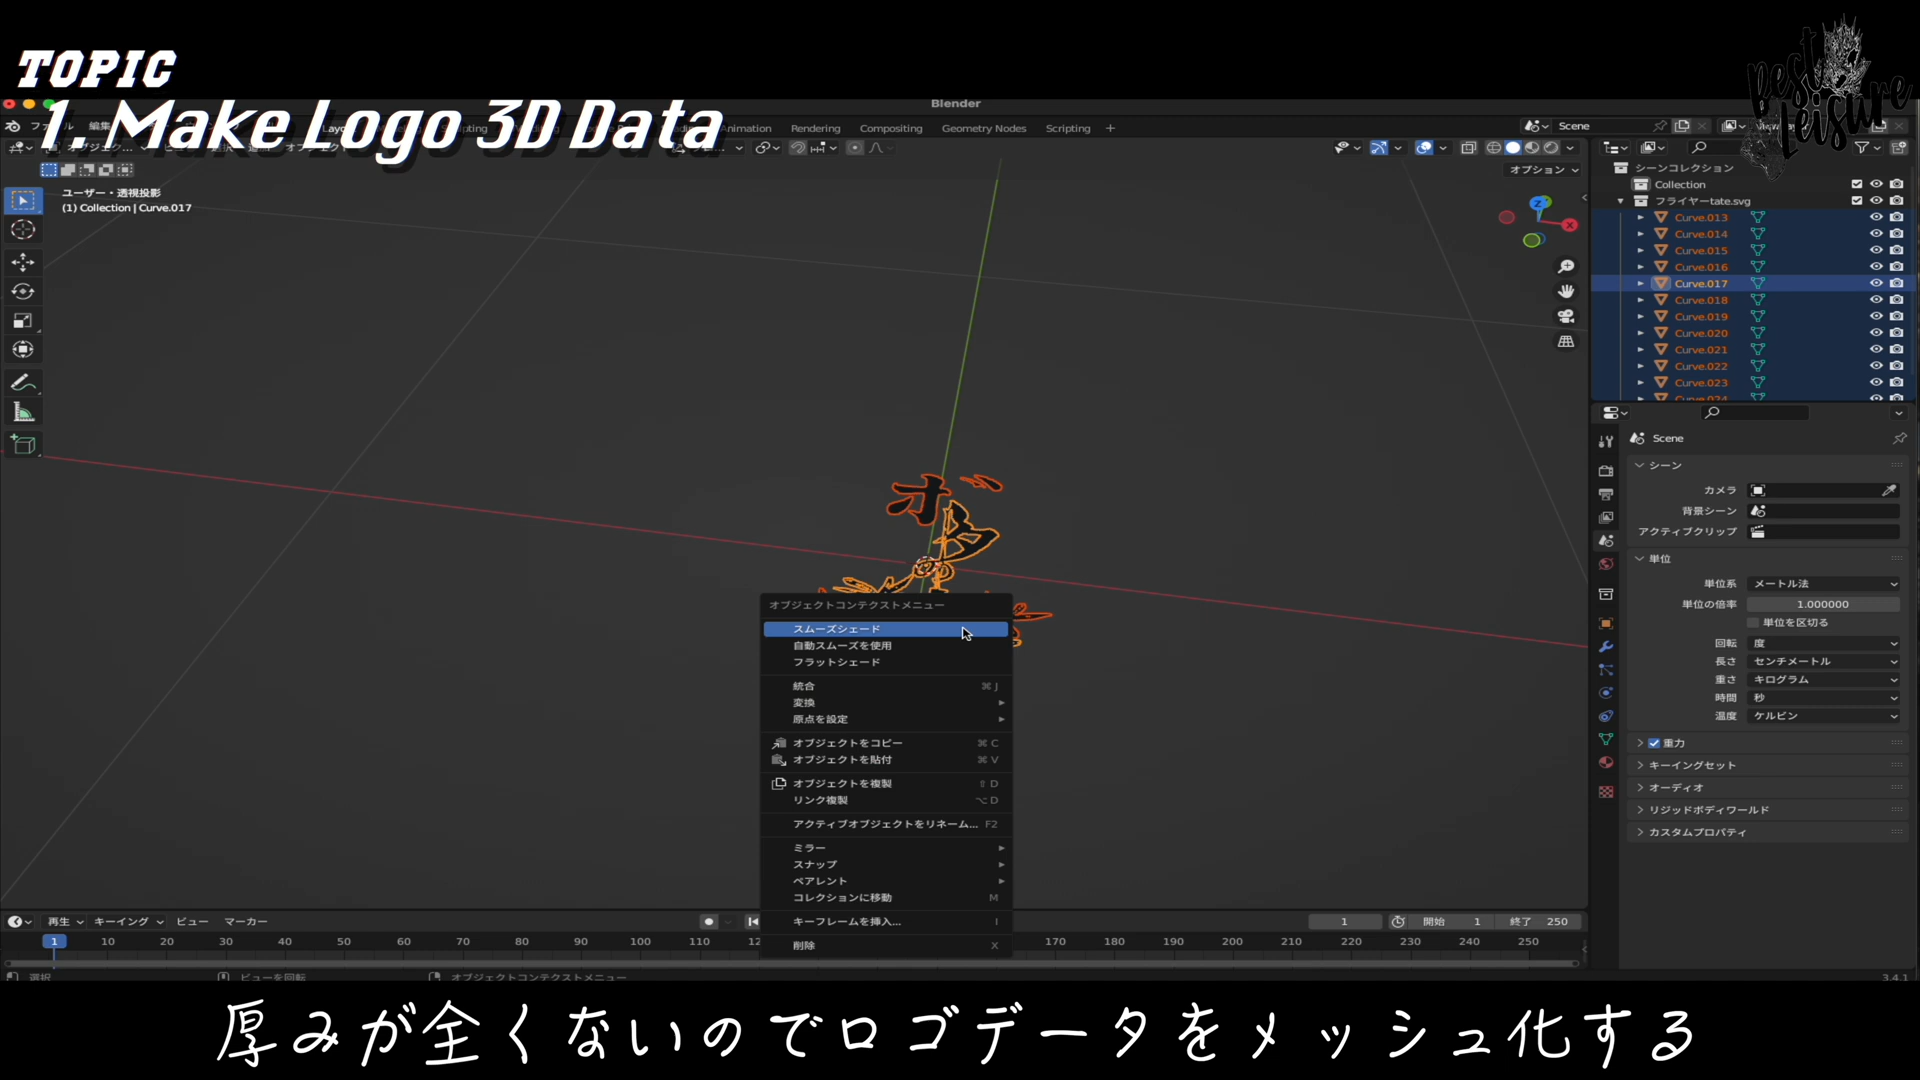 TOPIC
1. Make Logo 3D Data
Best Leisure
Blender
Animation Rendering Compositing Geometry Nodes Scripting +
Scene
オプション
ユーザー・透視投影
(1) Collection | Curve.017
シーンコレクション
Collection
フライヤーtate.svg
Curve.013
Curve.014
Curve.015
Curve.016
Curve.017
Curve.018
Curve.019
Curve.020
Curve.021
Curve.022
Curve.023
Curve.024
Scene
シーン
カメラ
背景シーン
アクティブクリップ
単位
単位系 メートル法
単位の倍率 1.000000
単位を区切る
回転 度
長さ センチメートル
重さ キログラム
時間 秒
温度 ケルビン
重力
キーイングセット
オーディオ
リジッドボディワールド
カスタムプロパティ
オブジェクトコンテクストメニュー
スムーズシェード
自動スムーズを使用
フラットシェード
統合 ⌘ J
変換
原点を設定
オブジェクトをコピー ⌘ C
オブジェクトを貼付 ⌘ V
オブジェクトを複製 ⇧ D
リンク複製 ⌥ D
アクティブオブジェクトをリネーム... F2
ミラー
スナップ
ペアレント
コレクションに移動 M
キーフレームを挿入... I
削除 X
再生 キーイング ビュー マーカー
1 開始 1 終了 250
1 10 20 30 40 50 60 70 80 90 100 110 170 180 190 200 210 220 230 240 250
選択 ビューを回転 オブジェクトコンテクストメニュー
3.4.1
厚みが全くないのでロゴデータをメッシュ化する